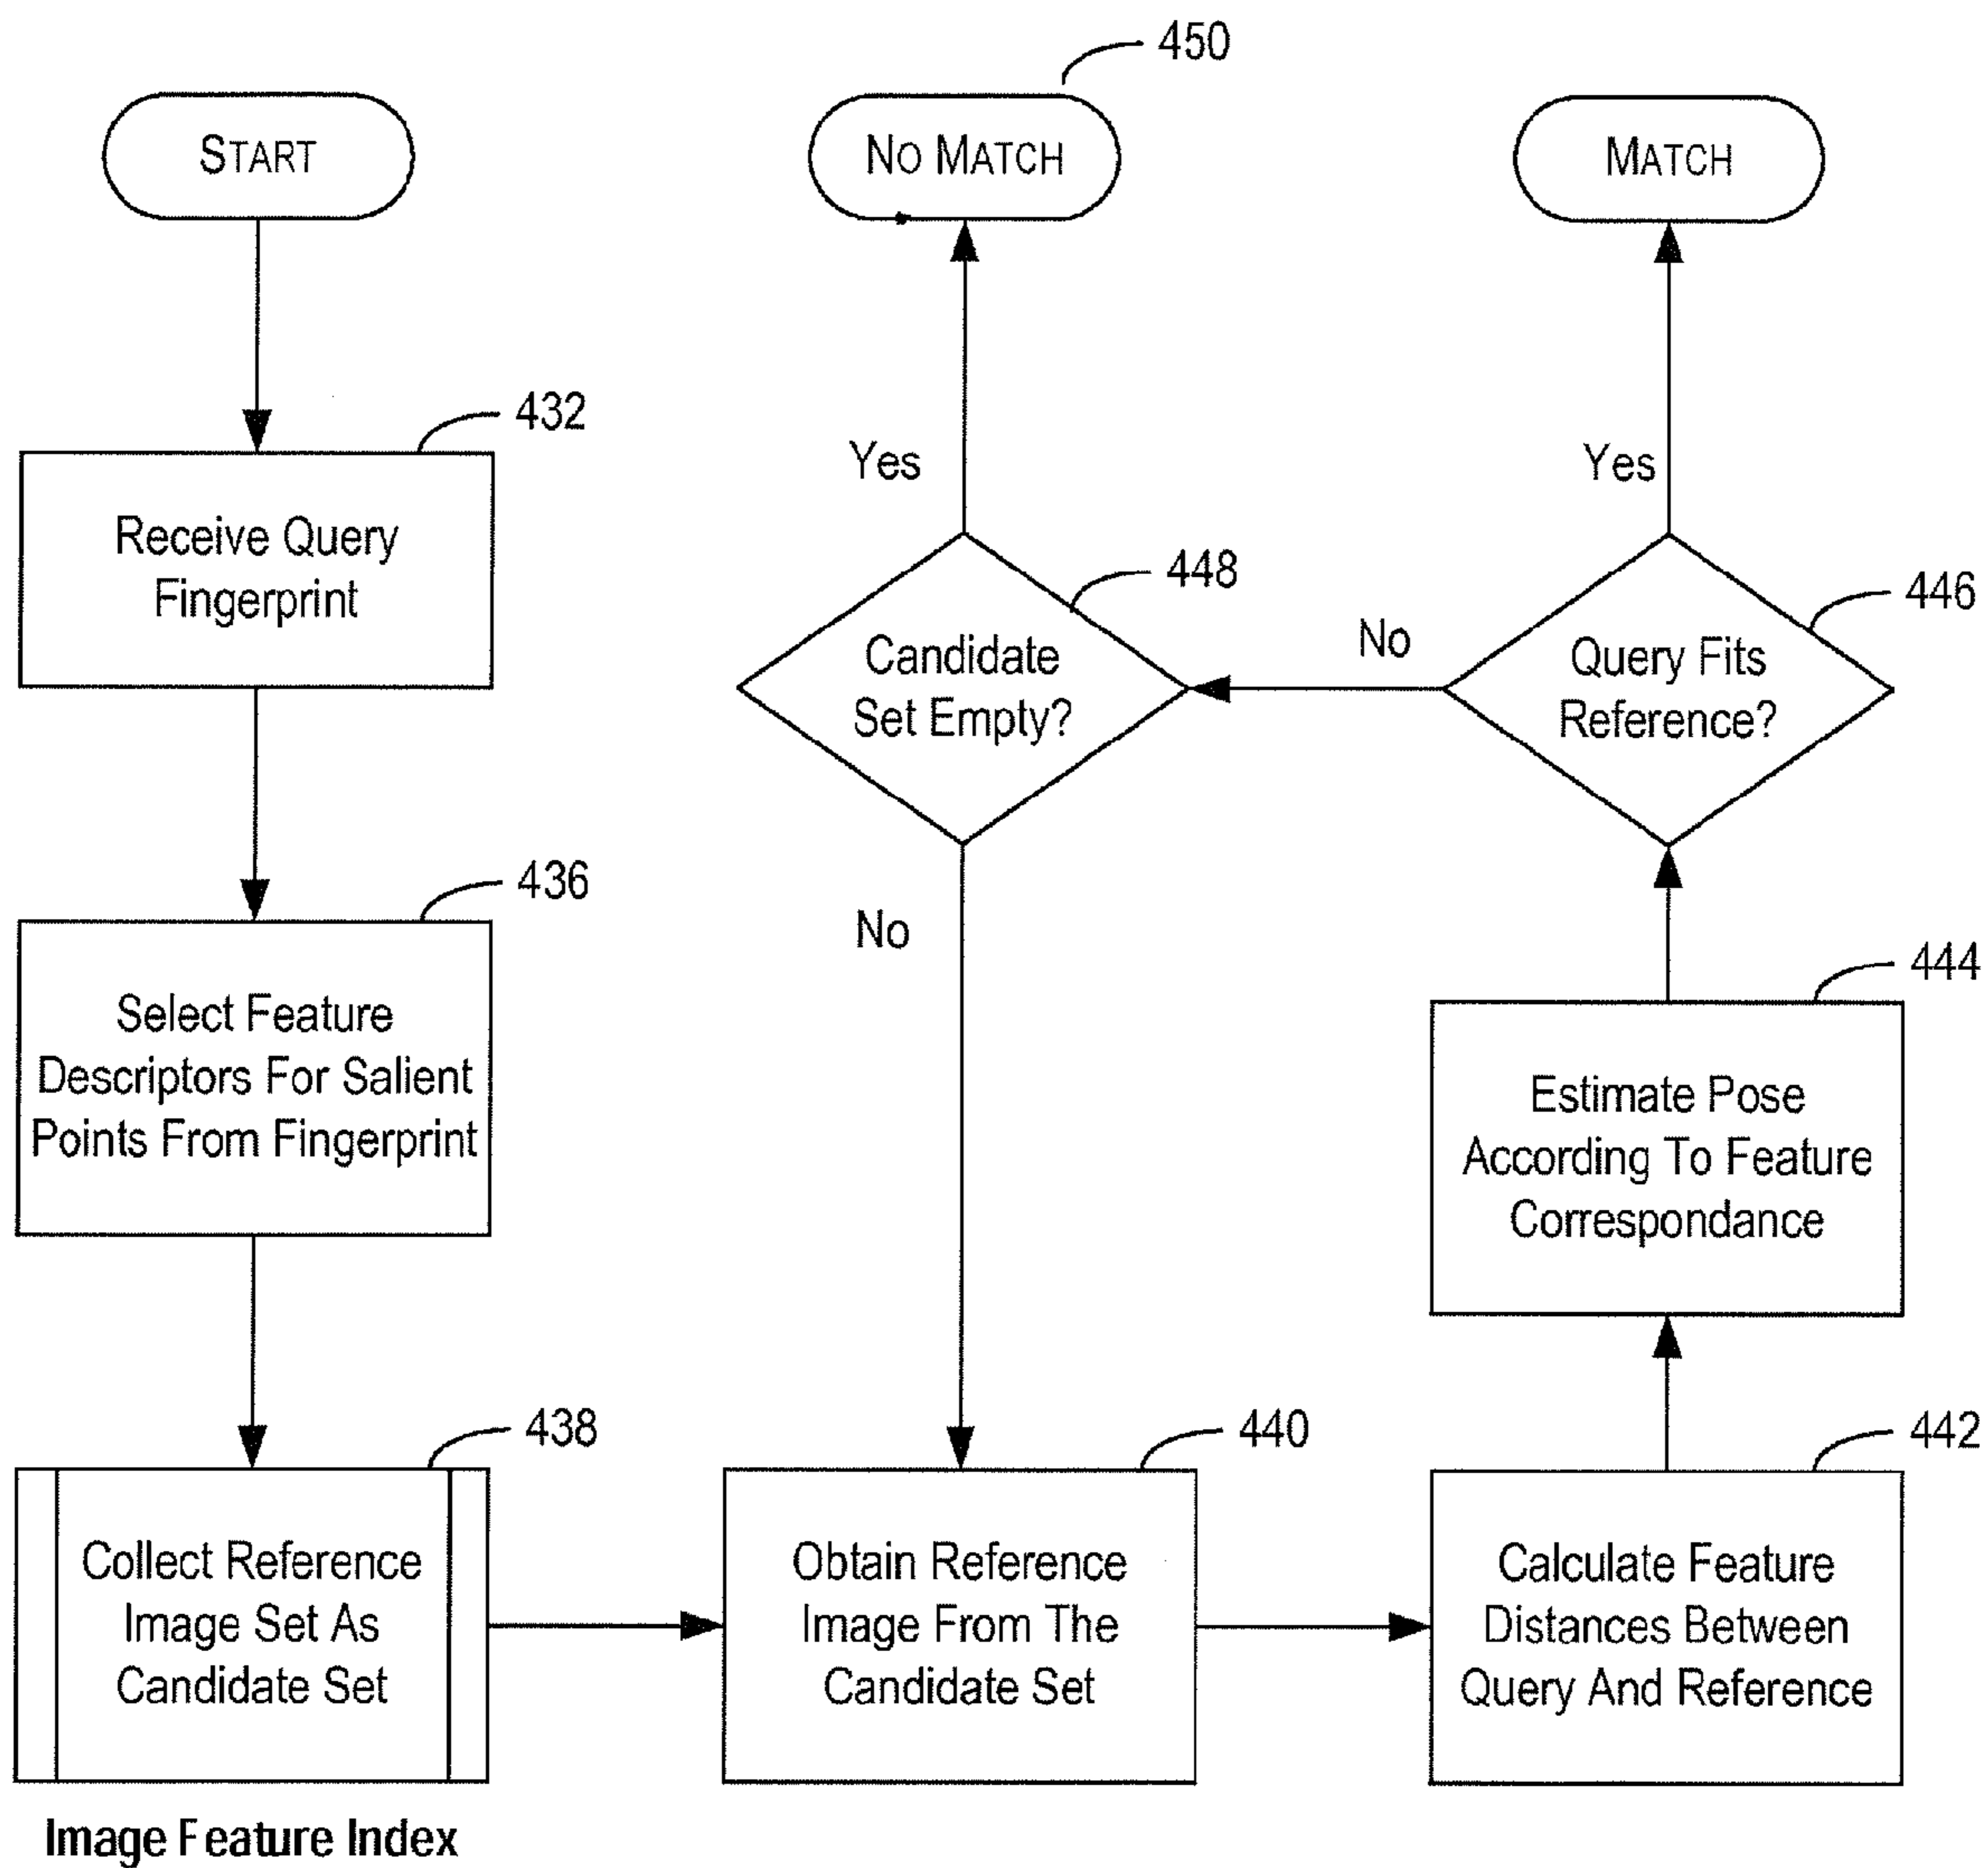 START
432
Receive Query
Fingerprint
436
Select Feature
Descriptors For Salient
Points From Fingerprint
438
Collect Reference
Image Set As
Candidate Set
Image Feature Index
440
Obtain Reference
Image From The
Candidate Set
442
Calculate Feature
Distances Between
Query And Reference
444
Estimate Pose
According To Feature
Correspondance
446
Query Fits
Reference?
Yes
MATCH
No
448
Candidate
Set Empty?
Yes
450
NO MATCH
No